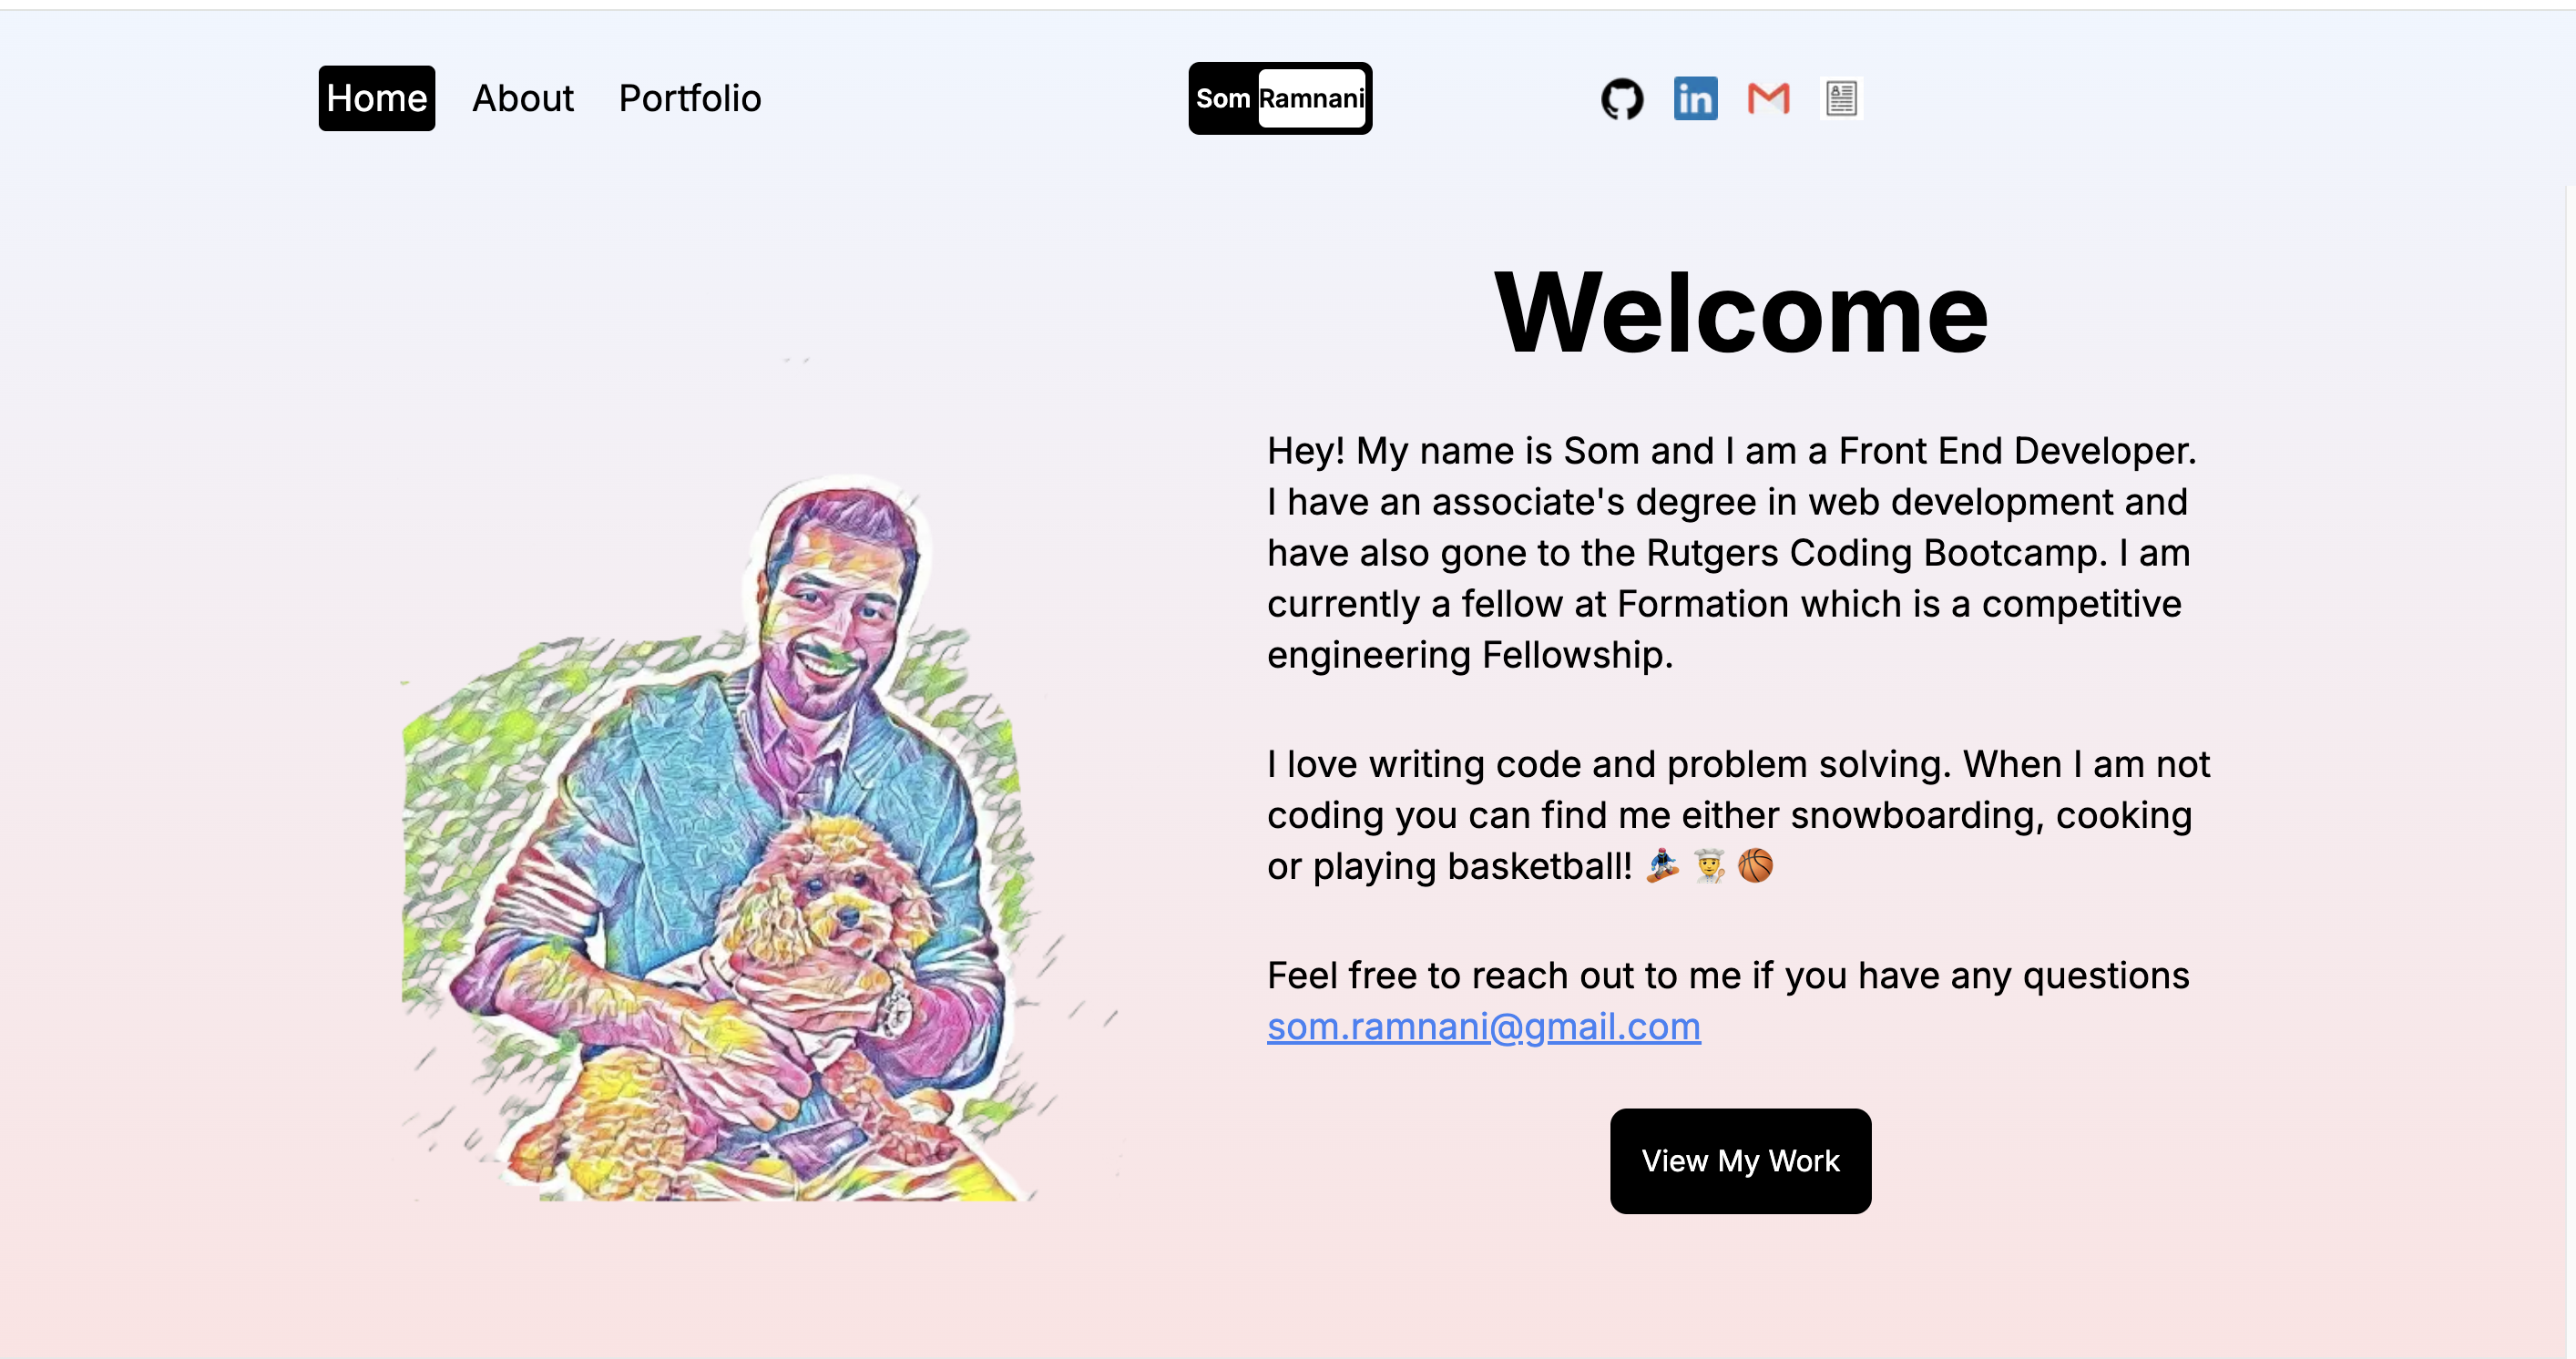 Home About Portfolio Som Ramnani in
Welcome
Hey! My name is Som and I am a Front End Developer.
I have an associate's degree in web development and
have also gone to the Rutgers Coding Bootcamp. I am
currently a fellow at Formation which is a competitive
engineering Fellowship.
I love writing code and problem solving. When I am not
coding you can find me either snowboarding, cooking
or playing basketball! 🏂 👨‍🍳 🏀
Feel free to reach out to me if you have any questions
som.ramnani@gmail.com
View My Work